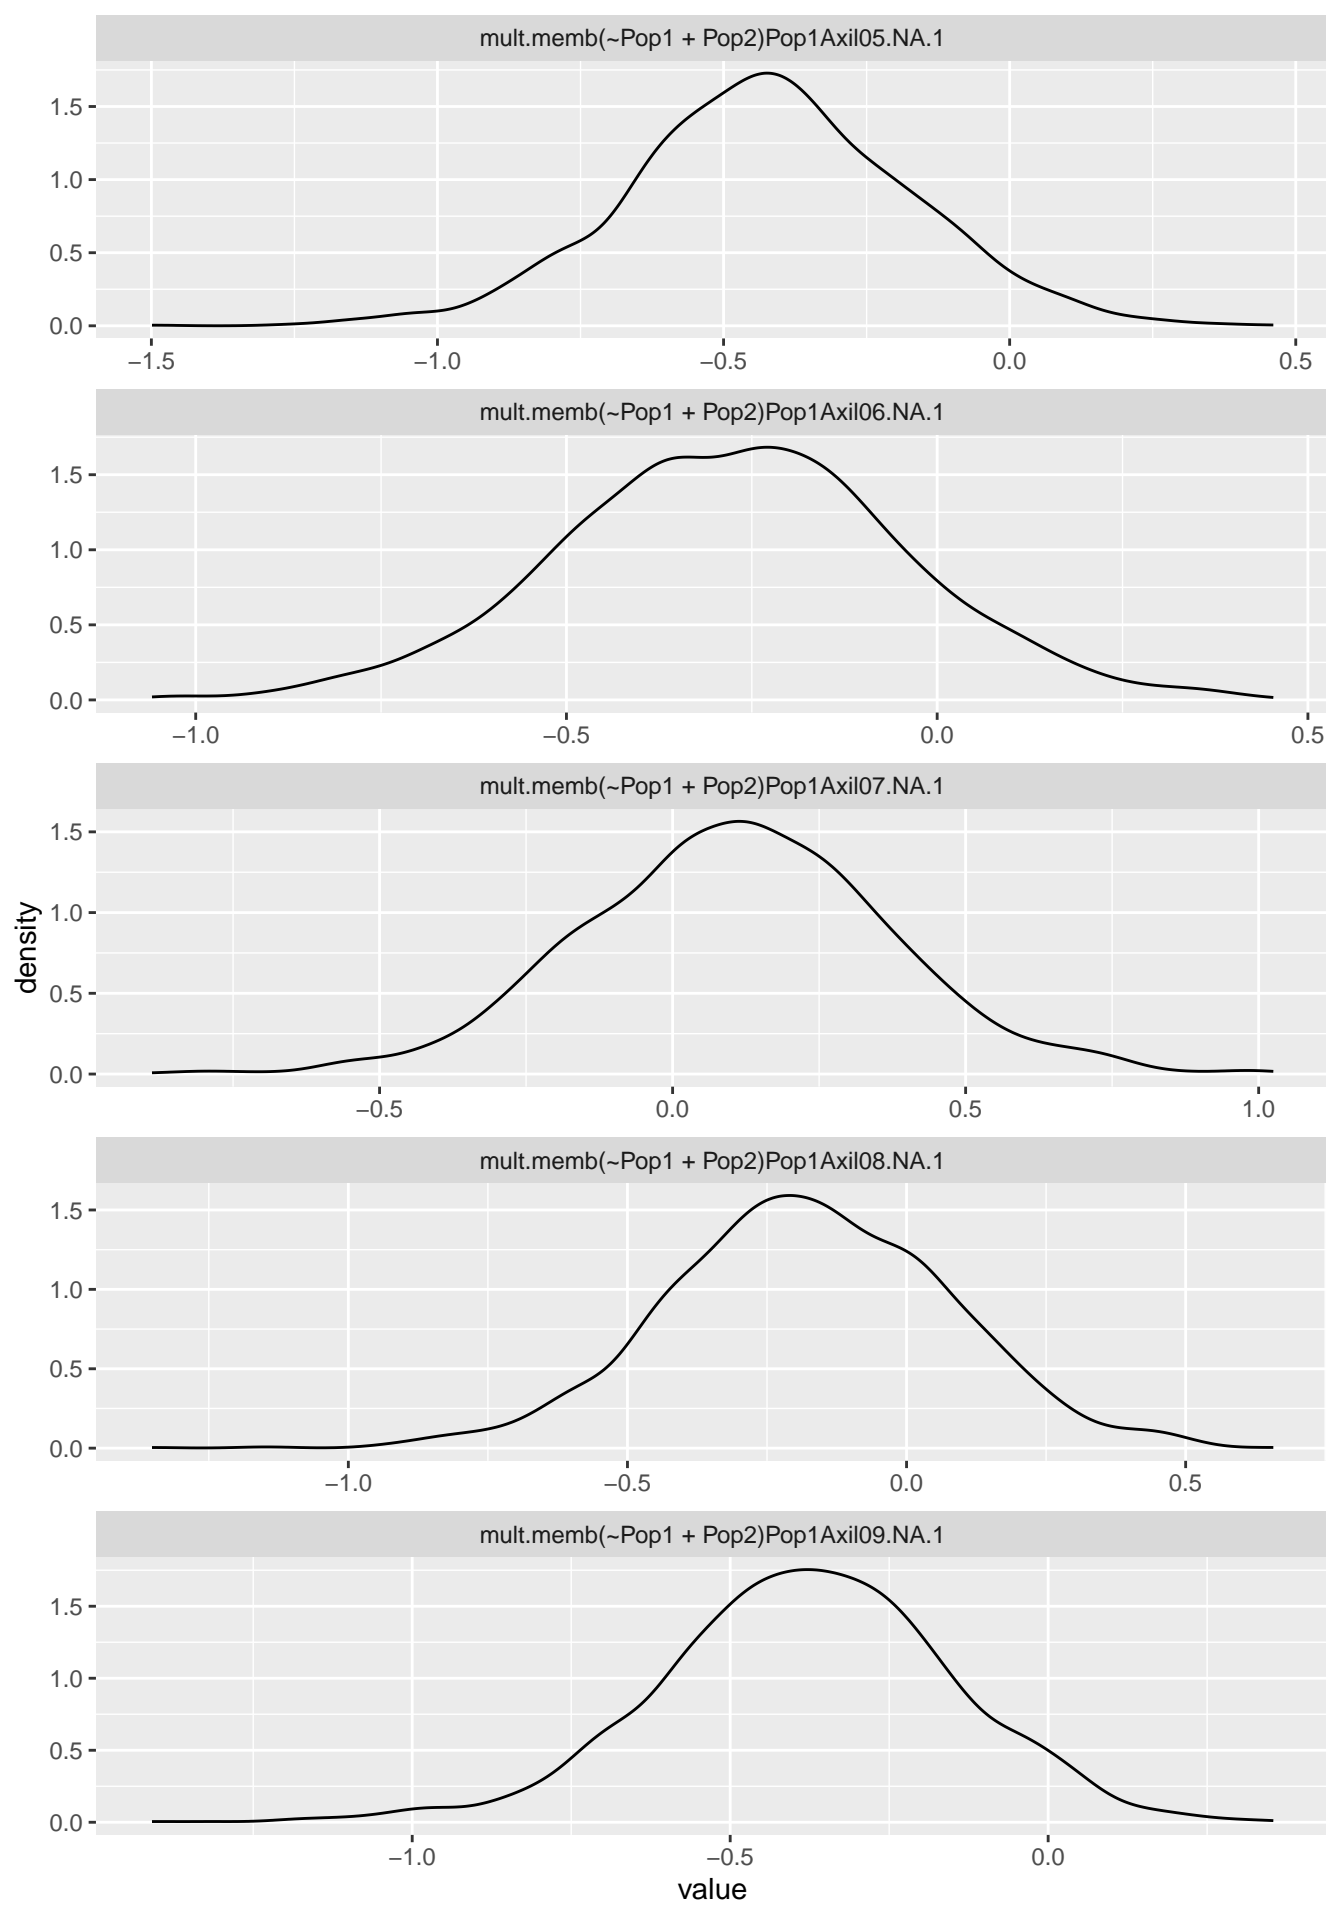 mult.memb(~Pop1 + Pop2)Pop1Axil05.NA.1
1.5
1.0
0.5
0.0
−1.5 −1.0 −0.5 0.0 0.5
mult.memb(~Pop1 + Pop2)Pop1Axil06.NA.1
1.5
1.0
0.5
0.0
−1.0 −0.5 0.0 0.5
mult.memb(~Pop1 + Pop2)Pop1Axil07.NA.1
1.5
1.0
0.5
0.0
−0.5 0.0 0.5 1.0
density
mult.memb(~Pop1 + Pop2)Pop1Axil08.NA.1
1.5
1.0
0.5
0.0
−1.0 −0.5 0.0 0.5
mult.memb(~Pop1 + Pop2)Pop1Axil09.NA.1
1.5
1.0
0.5
0.0
−1.0 −0.5 0.0
value